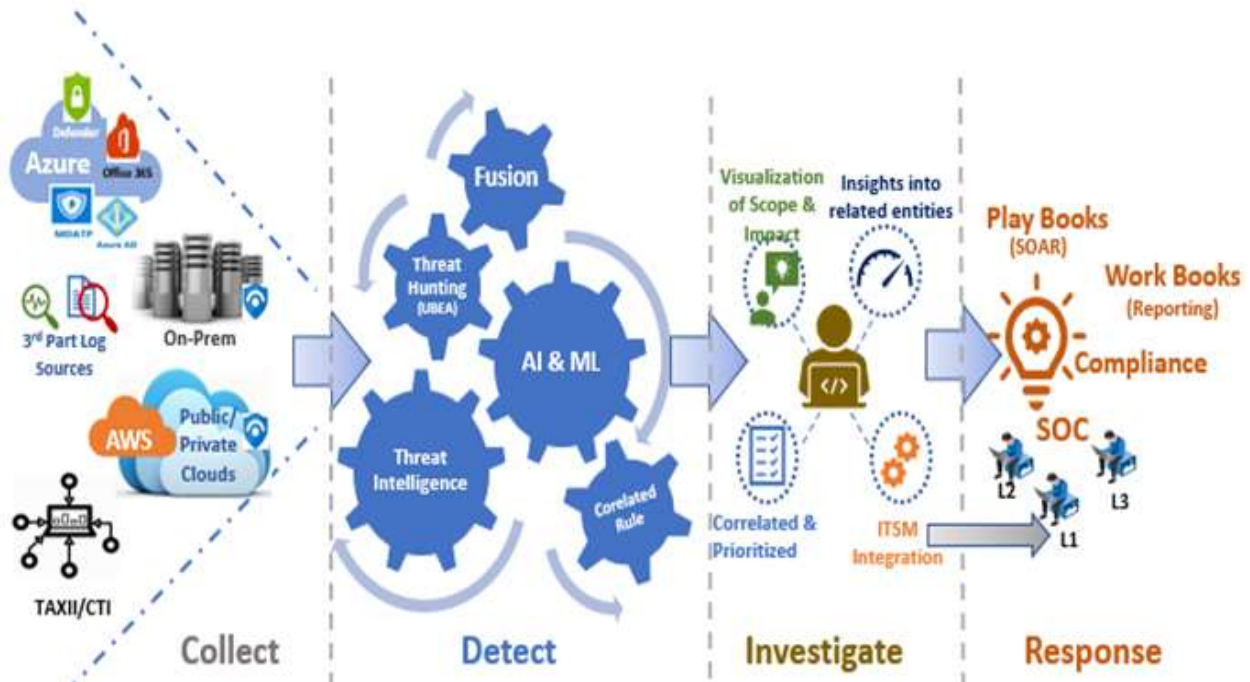 Defender
Azure
Office 365
MDATP
Azure AD
3rd Part Log
Sources
On-Prem
AWS
Public/
Private
Clouds
TAXII/CTI
Collect
Fusion
Threat
Hunting
(UBEA)
AI & ML
Threat
Intelligence
Corelated
Rule
Detect
Visualization
of Scope &
Impact
Insights into
related entities
</>
Correlated &
Prioritized
ITSM
Integration
Investigate
Play Books
(SOAR)
Work Books
(Reporting)
Compliance
SOC
L2
L3
L1
Response